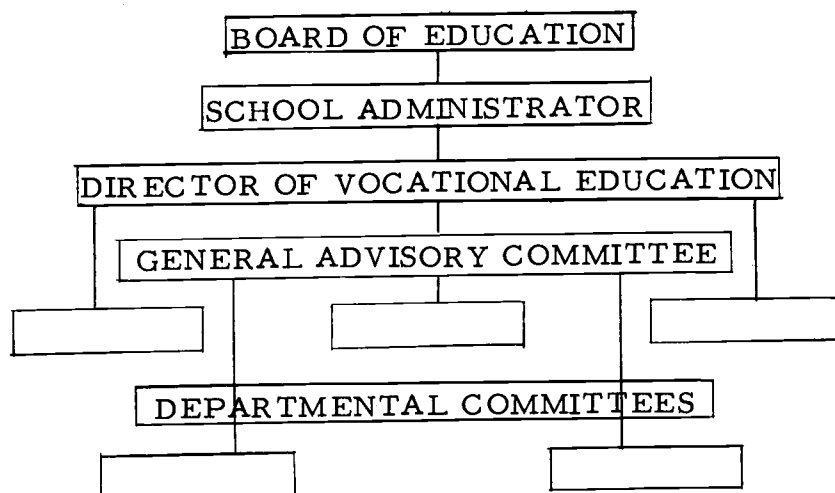 BOARD OF EDUCATION
SCHOOL ADMINISTRATOR
DIRECTOR OF VOCATIONAL EDUCATION
GENERAL ADVISORY COMMITTEE
DEPARTMENTAL COMMITTEES